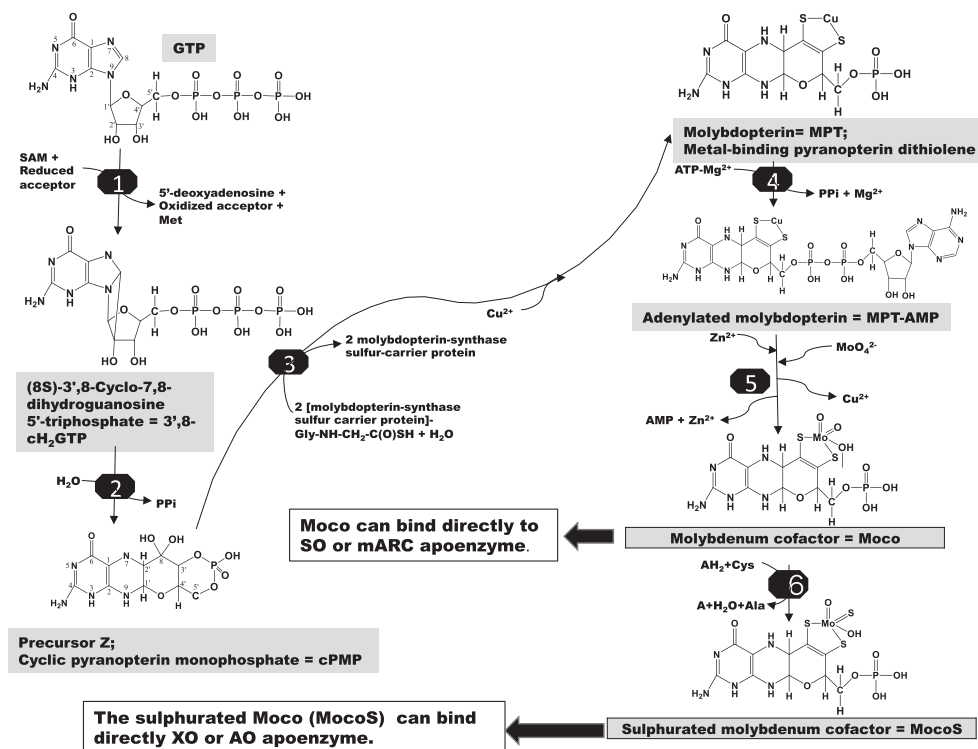 GTP
SAM +
Reduced
acceptor
1
5'-deoxyadenosine +
Oxidized acceptor +
Met
(8S)-3',8-Cyclo-7,8-
dihydroguanosine
5'-triphosphate = 3',8-
cH₂GTP
H₂O
2
PPi
Precursor Z;
Cyclic pyranopterin monophosphate = cPMP
3
2 molybdopterin-synthase
sulfur-carrier protein
2 [molybdopterin-synthase
sulfur carrier protein]-
Gly-NH-CH₂-C(O)SH + H₂O
Cu²⁺
Molybdopterin= MPT;
Metal-binding pyranopterin dithiolene
ATP-Mg²⁺
4
PPi + Mg²⁺
Adenylated molybdopterin = MPT-AMP
Zn²⁺
MoO₄²⁻
5
Cu²⁺
AMP + Zn²⁺
Moco can bind directly to
SO or mARC apoenzyme.
Molybdenum cofactor = Moco
AH₂+Cys
6
A+H₂O+Ala
The sulphurated Moco (MocoS) can bind
directly XO or AO apoenzyme.
Sulphurated molybdenum cofactor = MocoS